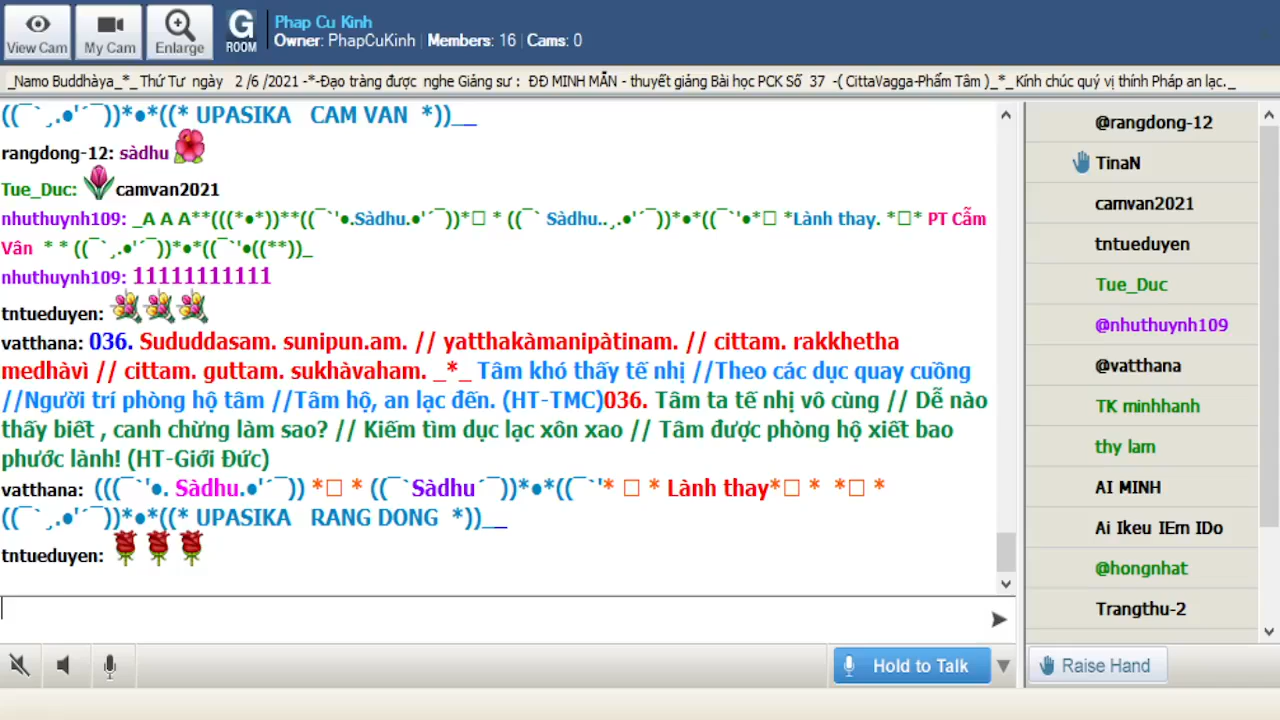 View Cam
My Cam
Enlarge
G
ROOM
Phap Cu Kinh
Owner: PhapCuKinh | Members: 16 | Cams: 0
_Namo Buddhàya_*_ Thứ Tư ngày 2 /6 /2021 -*-Đạo tràng được nghe Giảng sư : ĐĐ MINH MẪN - thuyết giảng Bài học PCK Số 37 -( CittaVagga-Phẩm Tâm )_*_Kính chúc quý vị thính Pháp an lạc._
((¯`¸.●'´¯))*●*((* UPASIKA CAM VAN *))__
rangdong-12: sàdhu
Tue_Duc: camvan2021
nhuthuynh109: _A A A**(((*●*))**((¯`'●.Sàdhu.●'´¯))*□ * ((¯` Sàdhu..¸.●'´¯))*●*((¯`'●*□ *Lành thay. *□* PT Cẫm
Vân * * ((¯`¸.●'´¯))*●*((¯`'●((**))_
nhuthuynh109: 11111111111
tntueduyen:
vatthana: 036. Sududdasam. sunipun.am. // yatthakàmanipàtinam. // cittam. rakkhetha
medhàvì // cittam. guttam. sukhàvaham. _*_ Tâm khó thấy tế nhị //Theo các dục quay cuồng
//Người trí phòng hộ tâm //Tâm hộ, an lạc đến. (HT-TMC)036. Tâm ta tế nhị vô cùng // Dễ nào
thấy biết , canh chừng làm sao? // Kiếm tìm dục lạc xôn xao // Tâm được phòng hộ xiết bao
phước lành! (HT-Giới Đức)
vatthana: (((¯`'●. Sàdhu.●'´¯)) *□ * ((¯`Sàdhu´¯))*●*((¯`'* □ * Lành thay*□ * *□ *
((¯`¸.●'´¯))*●*((* UPASIKA RANG DONG *))__
tntueduyen:
Hold to Talk
@rangdong-12
TinaN
camvan2021
tntueduyen
Tue_Duc
@nhuthuynh109
@vatthana
TK minhhanh
thy lam
AI MINH
Ai Ikeu IEm IDo
@hongnhat
Trangthu-2
Raise Hand